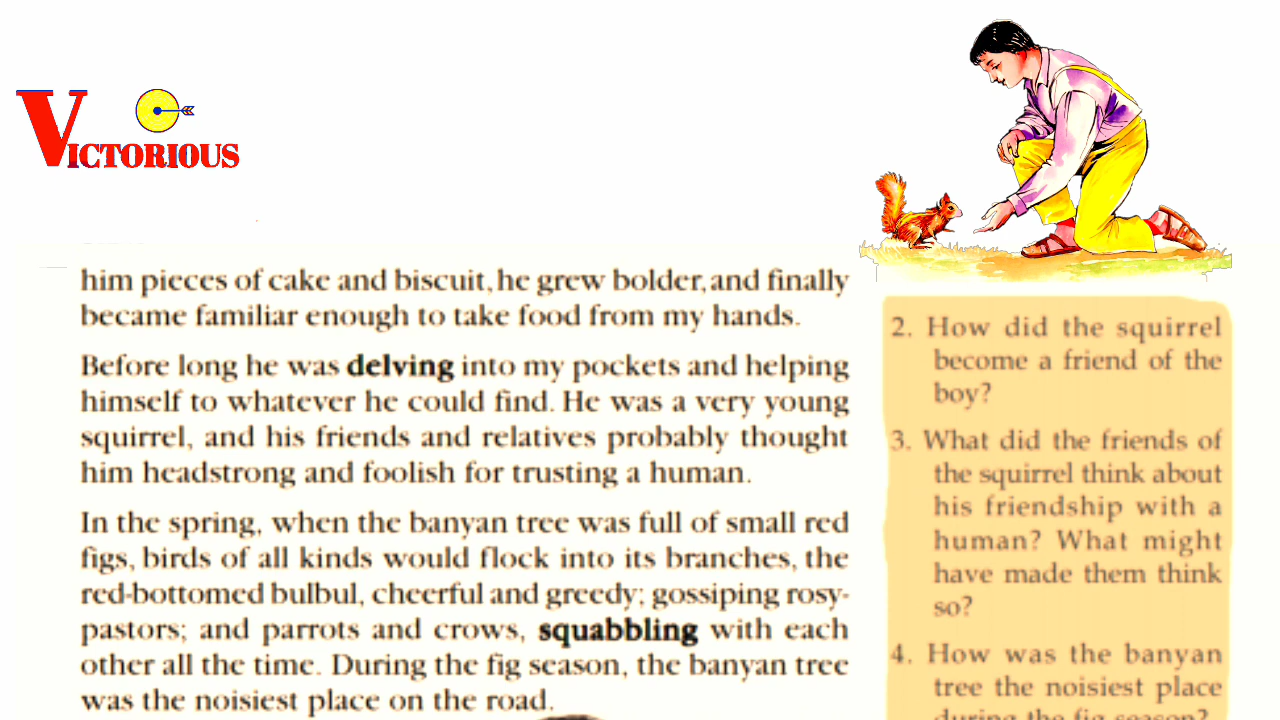 VICTORIOUS
him pieces of cake and biscuit, he grew bolder, and finally
became familiar enough to take food from my hands.
Before long he was delving into my pockets and helping
himself to whatever he could find. He was a very young
squirrel, and his friends and relatives probably thought
him headstrong and foolish for trusting a human.
In the spring, when the banyan tree was full of small red
figs, birds of all kinds would flock into its branches, the
red-bottomed bulbul, cheerful and greedy; gossiping rosy-
pastors; and parrots and crows, squabbling with each
other all the time. During the fig season, the banyan tree
was the noisiest place on the road.
2. How did the squirrel
become a friend of the
boy?
3. What did the friends of
the squirrel think about
his friendship with a
human? What might
have made them think
so?
4. How was the banyan
tree the noisiest place
during the fig season?